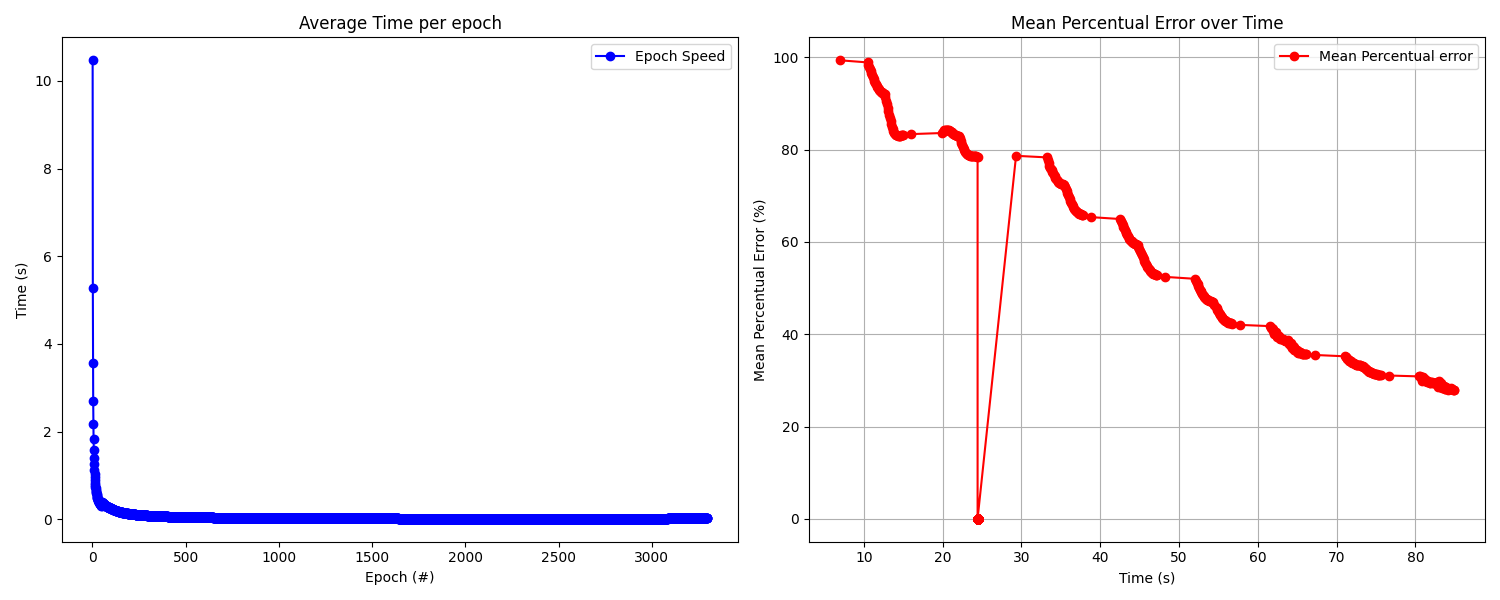 Average Time per epoch
Epoch Speed
10
8
6
4
2
0
Time (s)
0 500 1000 1500 2000 2500 3000
Epoch (#)
Mean Percentual Error over Time
Mean Percentual error
100
80
60
40
20
0
Mean Percentual Error (%)
10 20 30 40 50 60 70 80
Time (s)